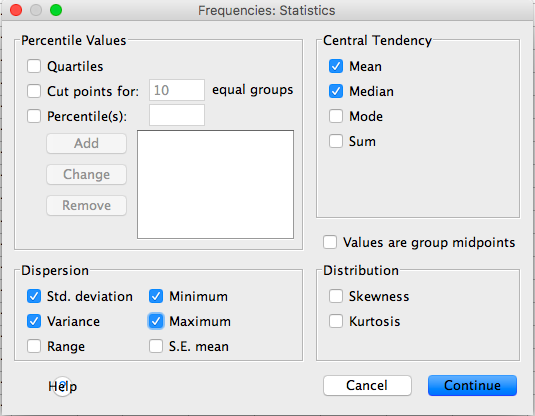 Frequencies: Statistics
Percentile Values
Quartiles
Cut points for: 10 equal groups
Percentile(s):
Add
Change
Remove
Central Tendency
Mean
Median
Mode
Sum
Values are group midpoints
Dispersion
Std. deviation Minimum
Variance Maximum
Range S.E. mean
Distribution
Skewness
Kurtosis
Help
Cancel Continue